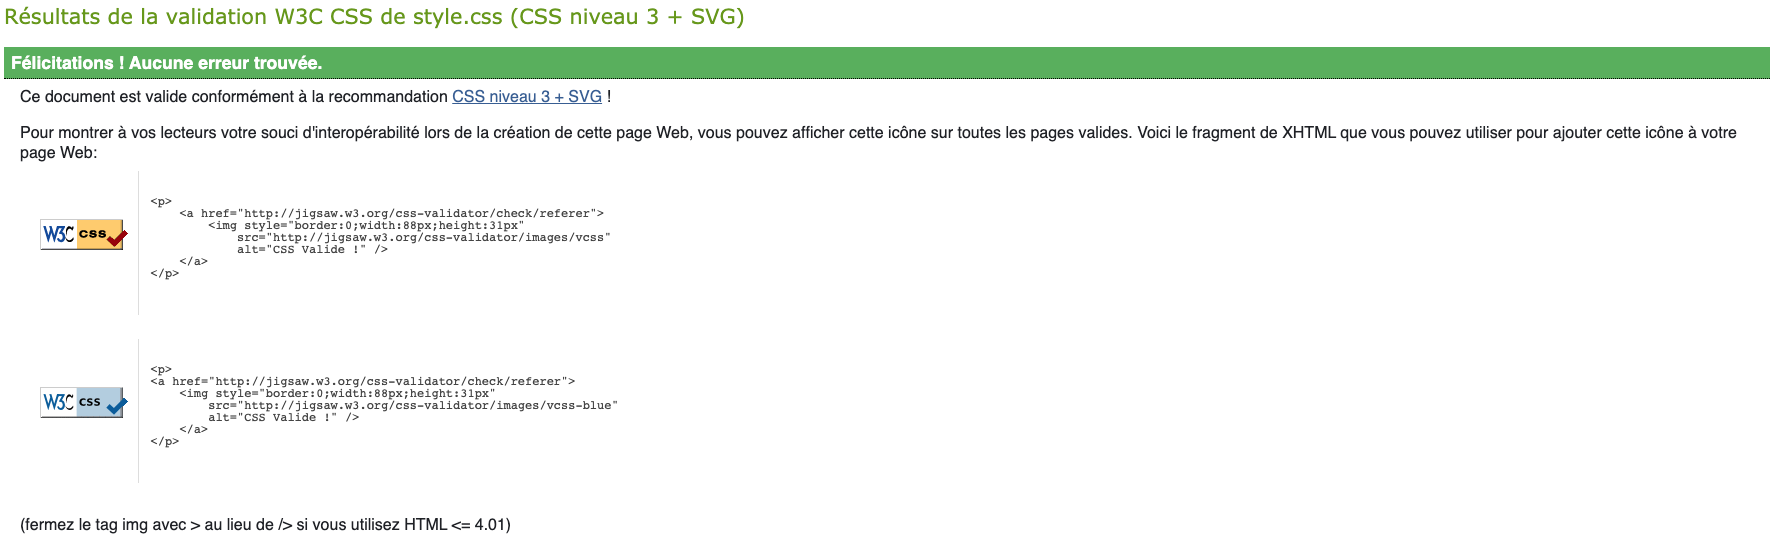 Résultats de la validation W3C CSS de style.css (CSS niveau 3 + SVG)
Félicitations ! Aucune erreur trouvée.
Ce document est valide conformément à la recommandation CSS niveau 3 + SVG !
Pour montrer à vos lecteurs votre souci d'interopérabilité lors de la création de cette page Web, vous pouvez afficher cette icône sur toutes les pages valides. Voici le fragment de XHTML que vous pouvez utiliser pour ajouter cette icône à votre
page Web:
W3C css
<p>
    <a href="http://jigsaw.w3.org/css-validator/check/referer">
        <img style="border:0;width:88px;height:31px"
            src="http://jigsaw.w3.org/css-validator/images/vcss"
            alt="CSS Valide !" />
    </a>
</p>
W3C css
<p>
<a href="http://jigsaw.w3.org/css-validator/check/referer">
    <img style="border:0;width:88px;height:31px"
        src="http://jigsaw.w3.org/css-validator/images/vcss-blue"
        alt="CSS Valide !" />
    </a>
</p>
(fermez le tag img avec > au lieu de /> si vous utilisez HTML <= 4.01)